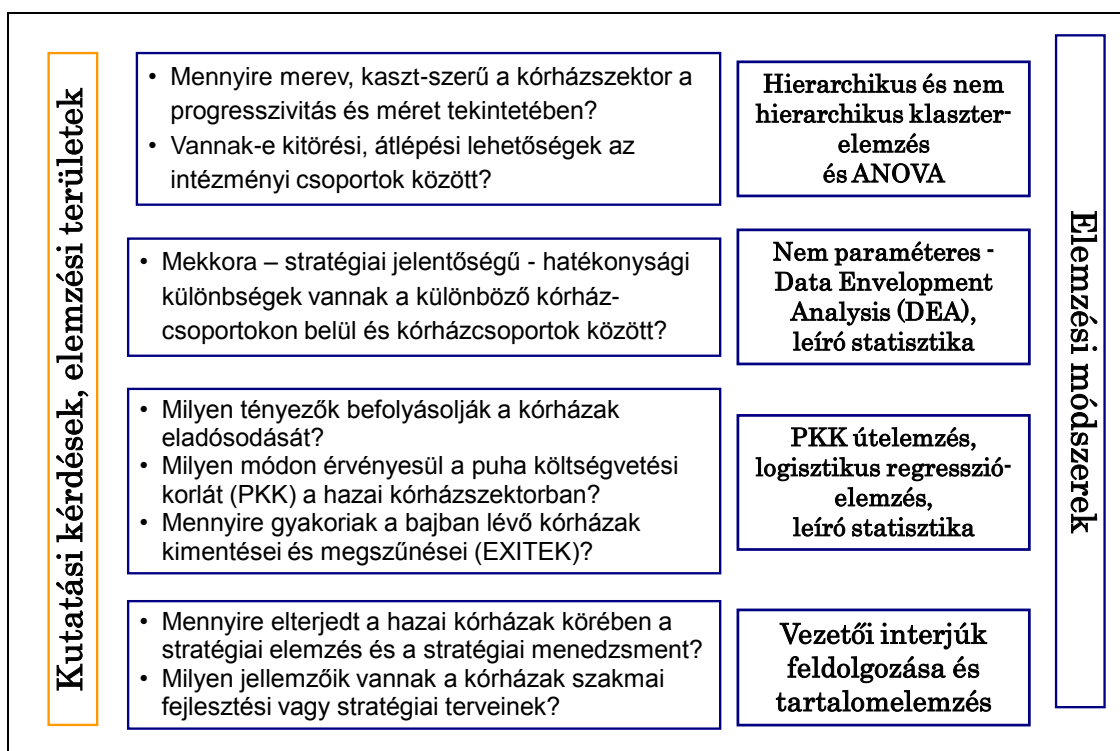 Kutatási kérdések, elemzési területek
• Mennyire merev, kaszt-szerű a kórházszektor a
progresszivitás és méret tekintetében?
• Vannak-e kitörési, átlépési lehetőségek az
intézményi csoportok között?
Hierarchikus és nem
hierarchikus klaszter-
elemzés
és ANOVA
Mekkora – stratégiai jelentőségű - hatékonysági
különbségek vannak a különböző kórház-
csoportokon belül és kórházcsoportok között?
Nem paraméteres -
Data Envelopment
Analysis (DEA),
leíró statisztika
• Milyen tényezők befolyásolják a kórházak
eladósodását?
• Milyen módon érvényesül a puha költségvetési
korlát (PKK) a hazai kórházszektorban?
• Mennyire gyakoriak a bajban lévő kórházak
kimentései és megszűnései (EXITEK)?
PKK útelemzés,
logisztikus regresszió-
elemzés,
leíró statisztika
• Mennyire elterjedt a hazai kórházak körében a
stratégiai elemzés és a stratégiai menedzsment?
• Milyen jellemzőik vannak a kórházak szakmai
fejlesztési vagy stratégiai terveinek?
Vezetői interjúk
feldolgozása és
tartalomelemzés
Elemzési módszerek